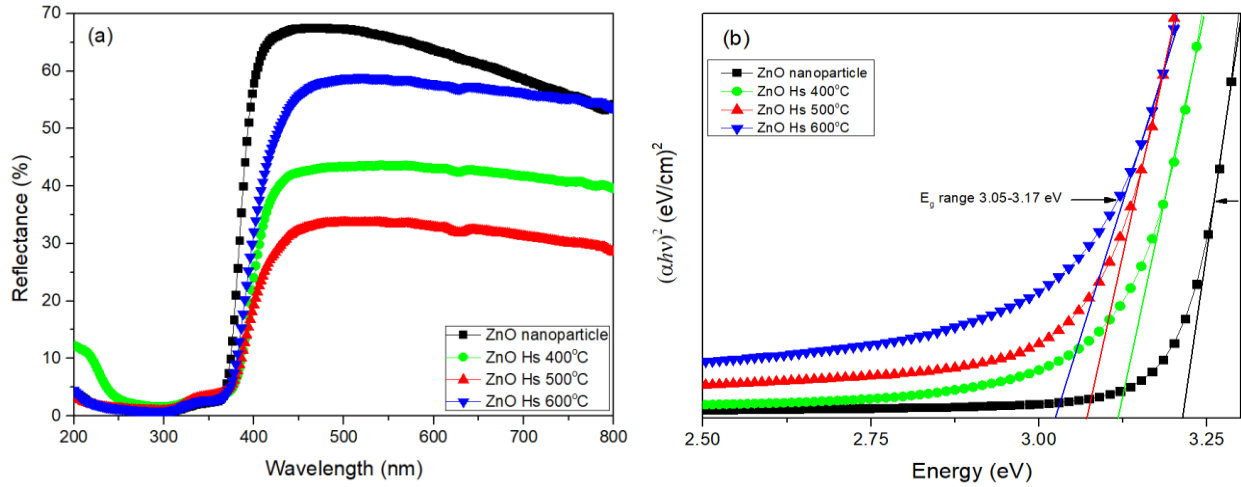 (a)
70
60
50
40
30
20
10
0
Reflectance (%)
ZnO nanoparticle
ZnO Hs 400°C
ZnO Hs 500°C
ZnO Hs 600°C
200 300 400 500 600 700 800
Wavelength (nm)
(b)
ZnO nanoparticle
ZnO Hs 400°C
ZnO Hs 500°C
ZnO Hs 600°C
E_g range 3.05-3.17 eV
(αhν)² (eV/cm)²
2.50 2.75 3.00 3.25
Energy (eV)